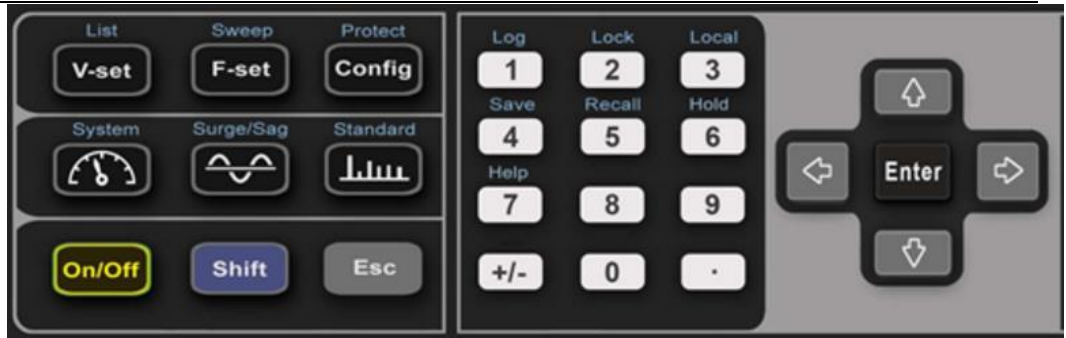 List Sweep Protect
V-set F-set Config
System Surge/Sag Standard
On/Off Shift Esc
Log Lock Local
1 2 3
Save Recall Hold
4 5 6
Help
7 8 9
+/- 0 .
Enter